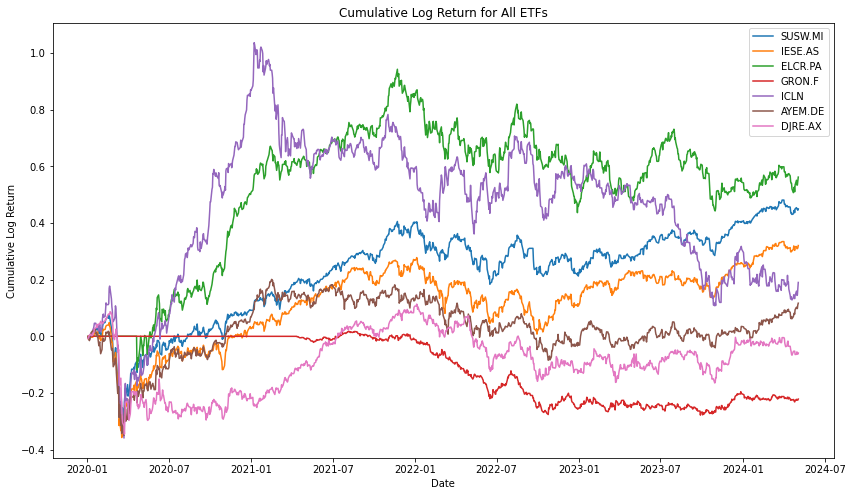 Cumulative Log Return for All ETFs
SUSW.MI
IESE.AS
ELCR.PA
GRON.F
ICLN
AYEM.DE
DJRE.AX
Cumulative Log Return
1.0
0.8
0.6
0.4
0.2
0.0
−0.2
−0.4
2020-01 2020-07 2021-01 2021-07 2022-01 2022-07 2023-01 2023-07 2024-01 2024-07
Date